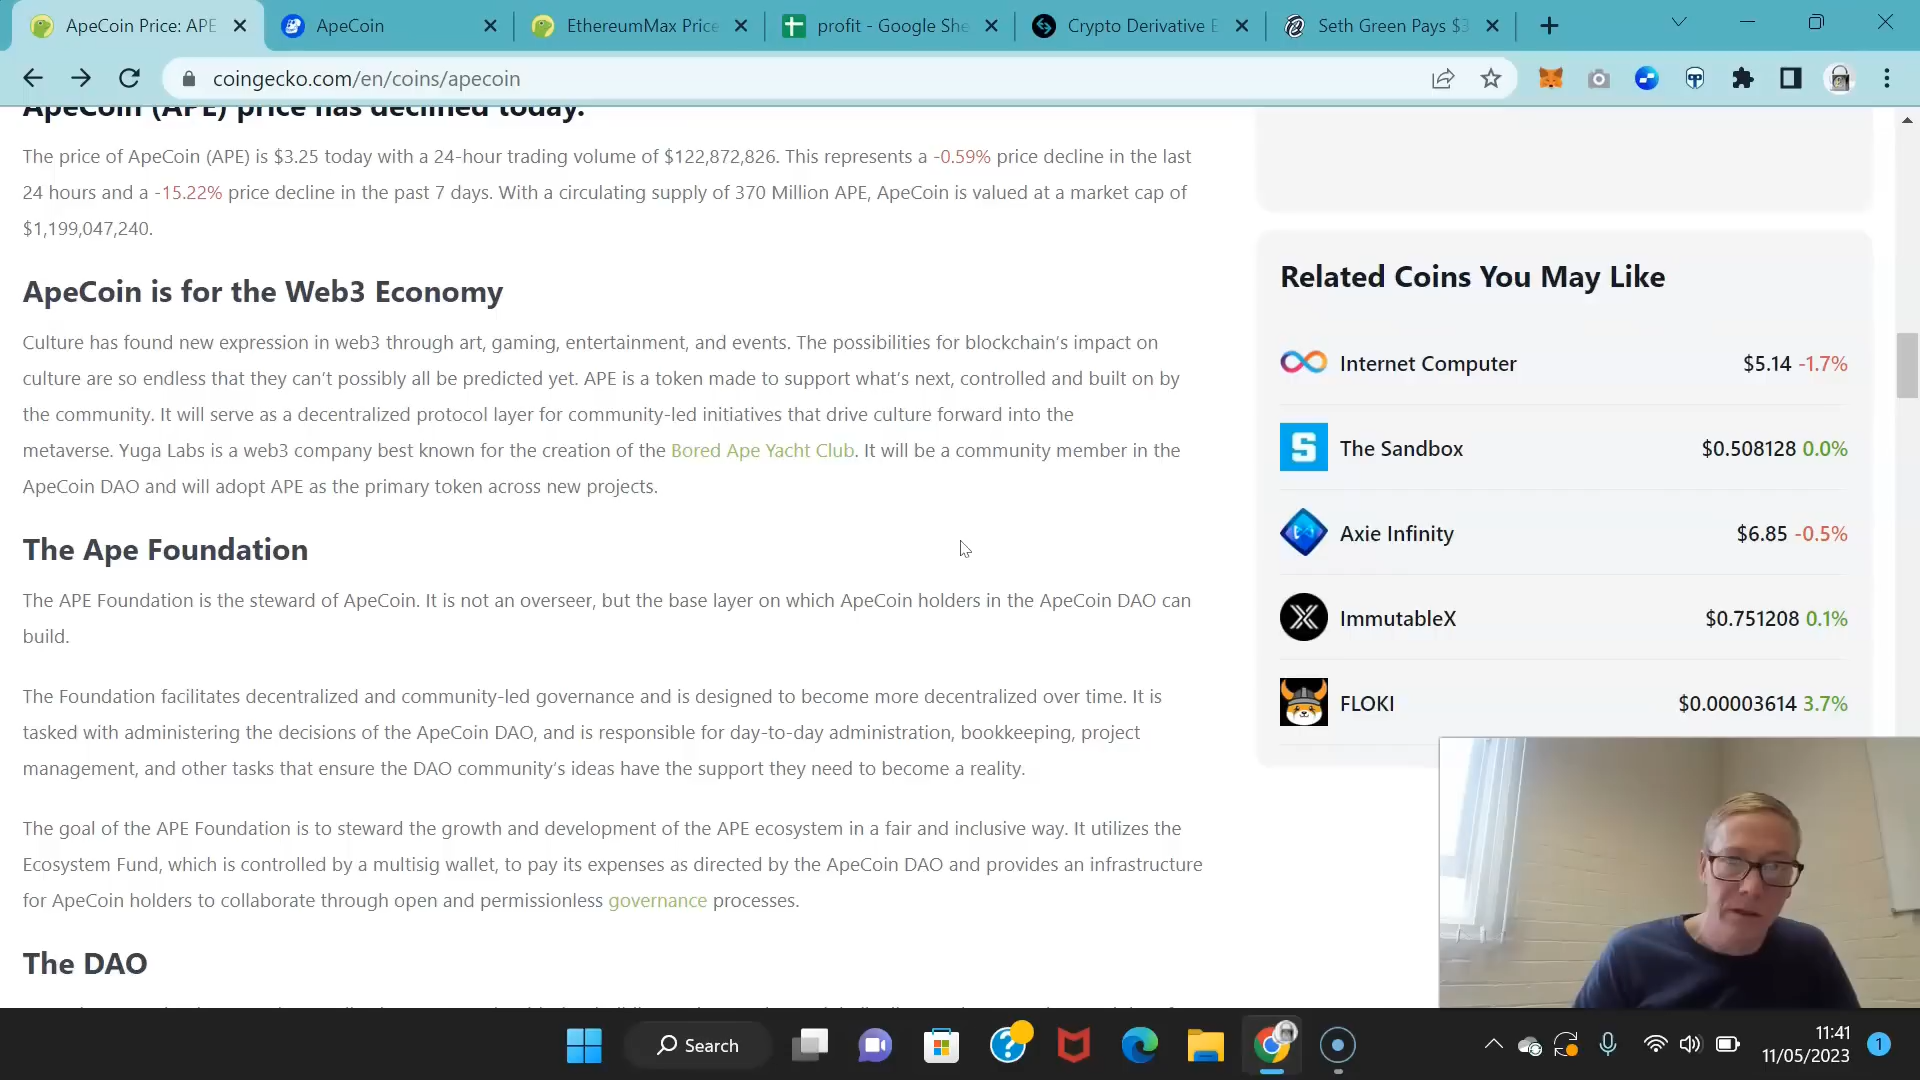 ApeCoin Price: APE
ApeCoin
EthereumMax Price
profit - Google She
Crypto Derivative E
Seth Green Pays $3
coingecko.com/en/coins/apecoin
ApeCoin (APE) price has declined today.
The price of ApeCoin (APE) is $3.25 today with a 24-hour trading volume of $122,872,826. This represents a -0.59% price decline in the last
24 hours and a -15.22% price decline in the past 7 days. With a circulating supply of 370 Million APE, ApeCoin is valued at a market cap of
$1,199,047,240.
ApeCoin is for the Web3 Economy
Culture has found new expression in web3 through art, gaming, entertainment, and events. The possibilities for blockchain’s impact on
culture are so endless that they can’t possibly all be predicted yet. APE is a token made to support what’s next, controlled and built on by
the community. It will serve as a decentralized protocol layer for community-led initiatives that drive culture forward into the
metaverse. Yuga Labs is a web3 company best known for the creation of the Bored Ape Yacht Club. It will be a community member in the
ApeCoin DAO and will adopt APE as the primary token across new projects.
The Ape Foundation
The APE Foundation is the steward of ApeCoin. It is not an overseer, but the base layer on which ApeCoin holders in the ApeCoin DAO can
build.
The Foundation facilitates decentralized and community-led governance and is designed to become more decentralized over time. It is
tasked with administering the decisions of the ApeCoin DAO, and is responsible for day-to-day administration, bookkeeping, project
management, and other tasks that ensure the DAO community’s ideas have the support they need to become a reality.
The goal of the APE Foundation is to steward the growth and development of the APE ecosystem in a fair and inclusive way. It utilizes the
Ecosystem Fund, which is controlled by a multisig wallet, to pay its expenses as directed by the ApeCoin DAO and provides an infrastructure
for ApeCoin holders to collaborate through open and permissionless governance processes.
The DAO
Related Coins You May Like
Internet Computer $5.14 -1.7%
The Sandbox $0.508128 0.0%
Axie Infinity $6.85 -0.5%
ImmutableX $0.751208 0.1%
FLOKI $0.00003614 3.7%
Search
11:41
11/05/2023
1